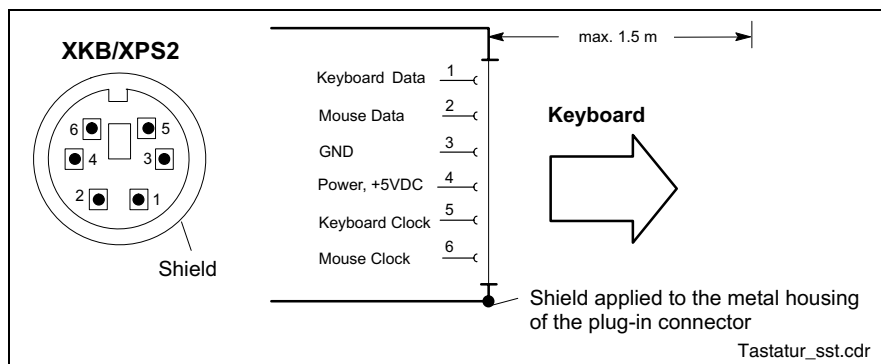 XKB/XPS2
6 5
4 3
2 1
Shield
max. 1.5 m
Keyboard Data 1
Mouse Data 2
GND 3
Power, +5VDC 4
Keyboard Clock 5
Mouse Clock 6
Keyboard
Shield applied to the metal housing
of the plug-in connector
Tastatur_sst.cdr